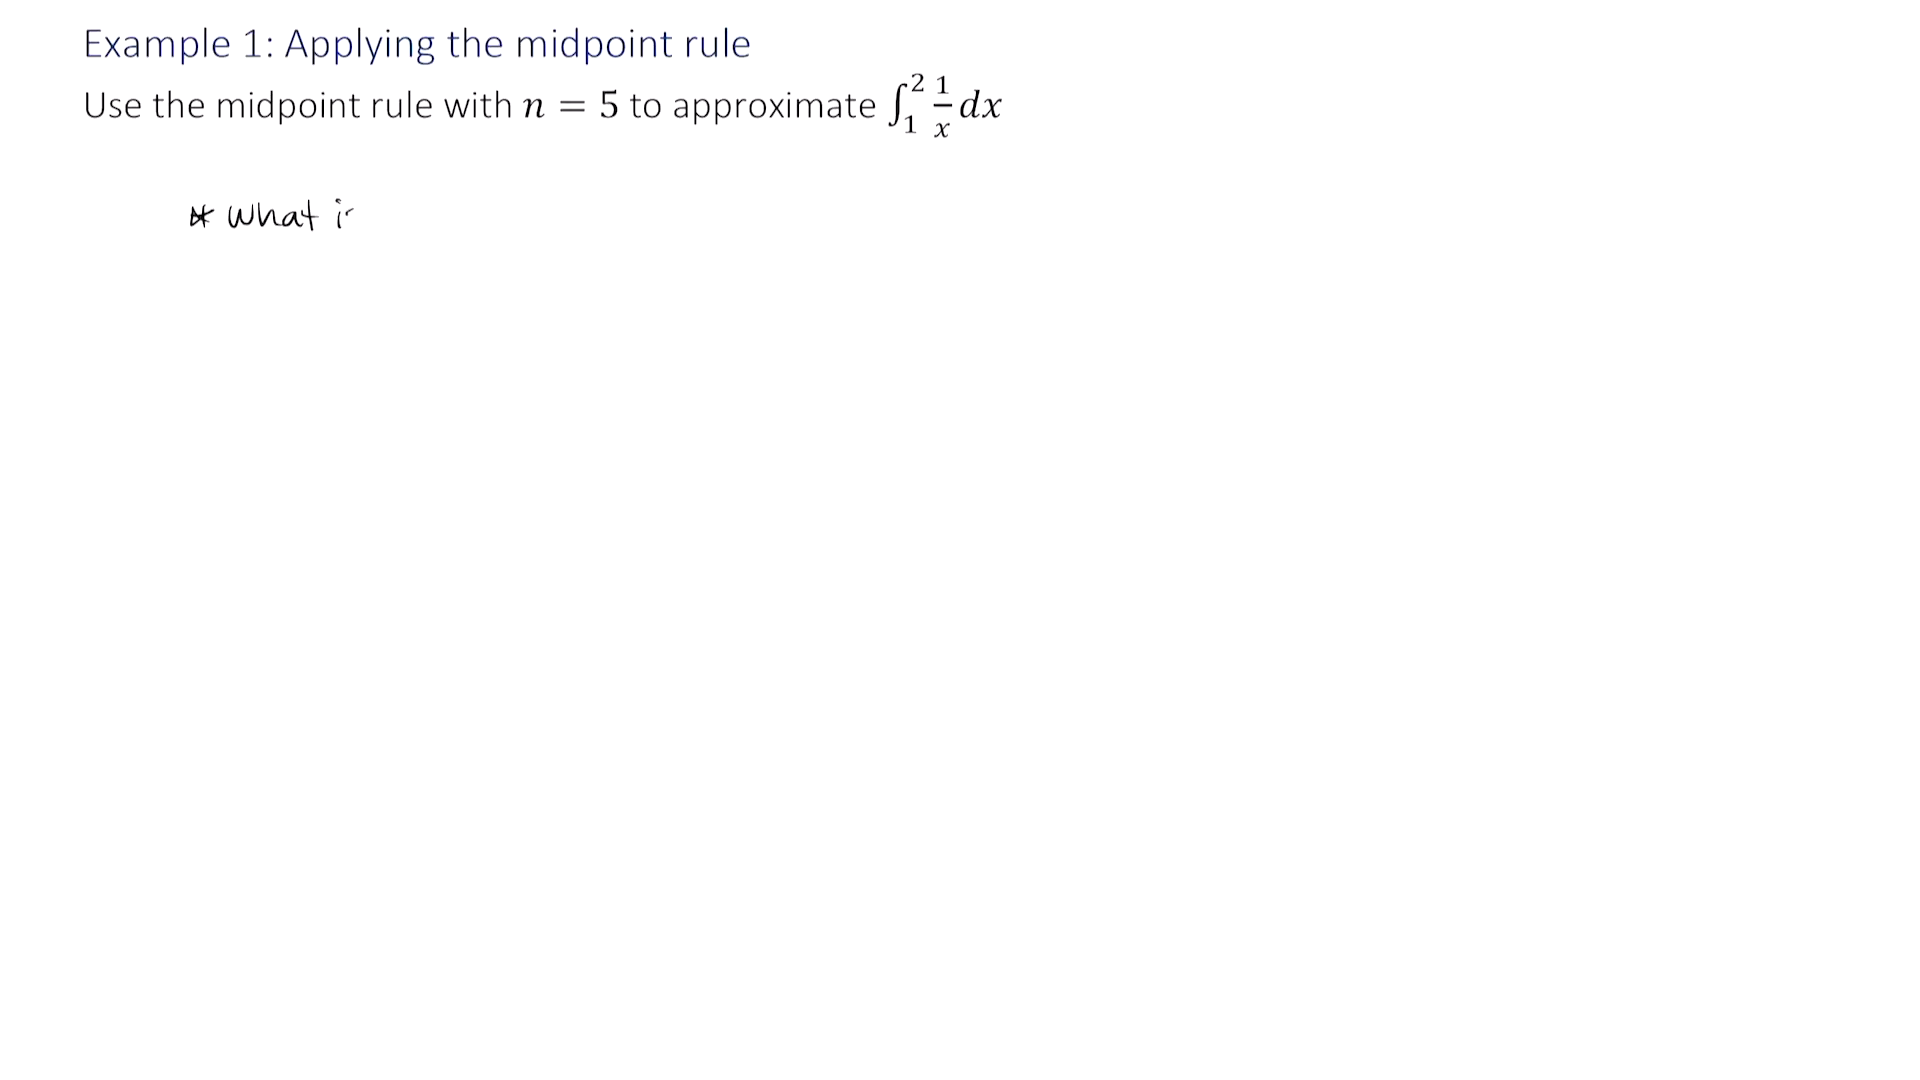 Example 1: Applying the midpoint rule
Use the midpoint rule with n = 5 to approximate ∫₁² 1/x dx
* What i